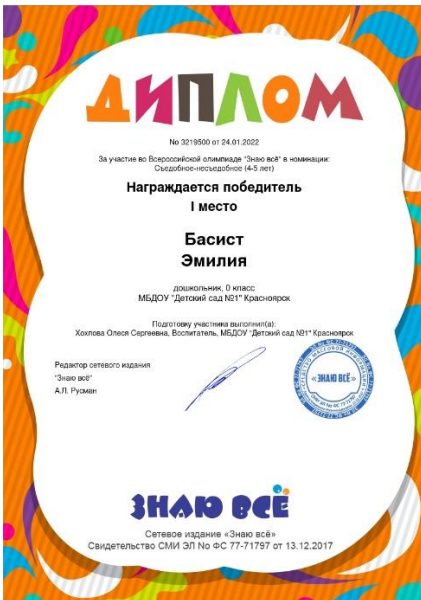 ДИПЛОМ
No 3219500 от 24.01.2022
За участие во Всероссийской олимпиаде "Знаю всё" в номинации:
Съедобное-несъедобное (4-5 лет)
Награждается победитель
I место
Басист
Эмилия
дошкольник, 0 класс
МБДОУ "Детский сад №1" Красноярск
Подготовку участника выполнил(а):
Хохлова Олеся Сергеевна, Воспитатель, МБДОУ "Детский сад №1" Красноярск
Редактор сетевого издания
"Знаю всё"
А.Л. Русман
«ЗНАЮ ВСЁ»
ЗНАЮ ВСЁ
Сетевое издание «Знаю всё»
Свидетельство СМИ ЭЛ No ФС 77-71797 от 13.12.2017